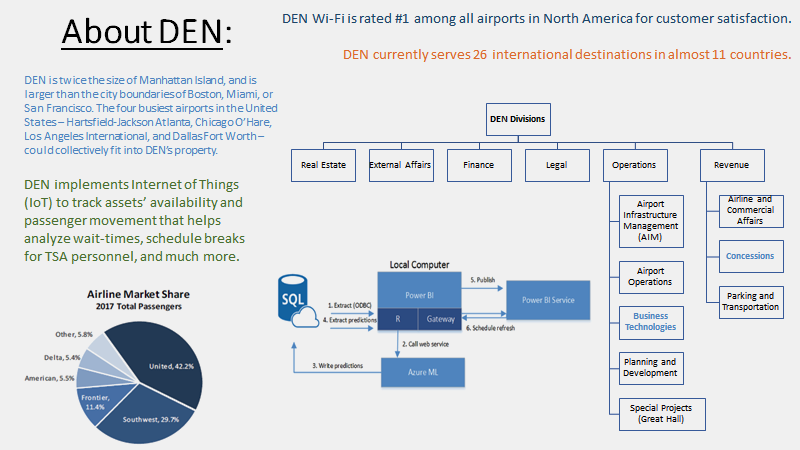 About DEN:
DEN Wi-Fi is rated #1 among all airports in North America for customer satisfaction.
DEN currently serves 26 international destinations in almost 11 countries.
DEN is twice the size of Manhattan Island, and is
larger than the city boundaries of Boston, Miami, or
San Francisco. The four busiest airports in the United
States – Hartsfield-Jackson Atlanta, Chicago O'Hare,
Los Angeles International, and Dallas Fort Worth –
could collectively fit into DEN's property.
DEN implements Internet of Things
(IoT) to track assets' availability and
passenger movement that helps
analyze wait-times, schedule breaks
for TSA personnel, and much more.
DEN Divisions
Real Estate
External Affairs
Finance
Legal
Operations
Revenue
Airport
Infrastructure
Management
(AIM)
Airport
Operations
Business
Technologies
Planning and
Development
Special Projects
(Great Hall)
Airline and
Commercial
Affairs
Concessions
Parking and
Transportation
Local Computer
SQL
1. Extract (ODBC)
4. Extract predictions
Power BI
R
Gateway
5. Publish
Power BI Service
6. Schedule refresh
2. Call web service
3. Write predictions
Azure ML
Airline Market Share
2017 Total Passengers
Other, 5.8%
Delta, 5.4%
American, 5.5%
Frontier,
11.4%
Southwest, 29.7%
United, 42.2%